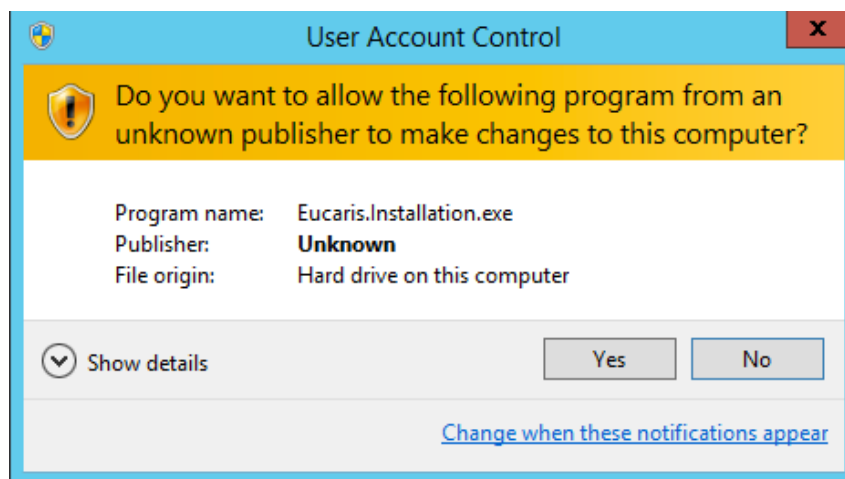 User Account Control
x
Do you want to allow the following program from an
unknown publisher to make changes to this computer?
Program name: Eucaris.Installation.exe
Publisher: Unknown
File origin: Hard drive on this computer
Show details Yes No
Change when these notifications appear